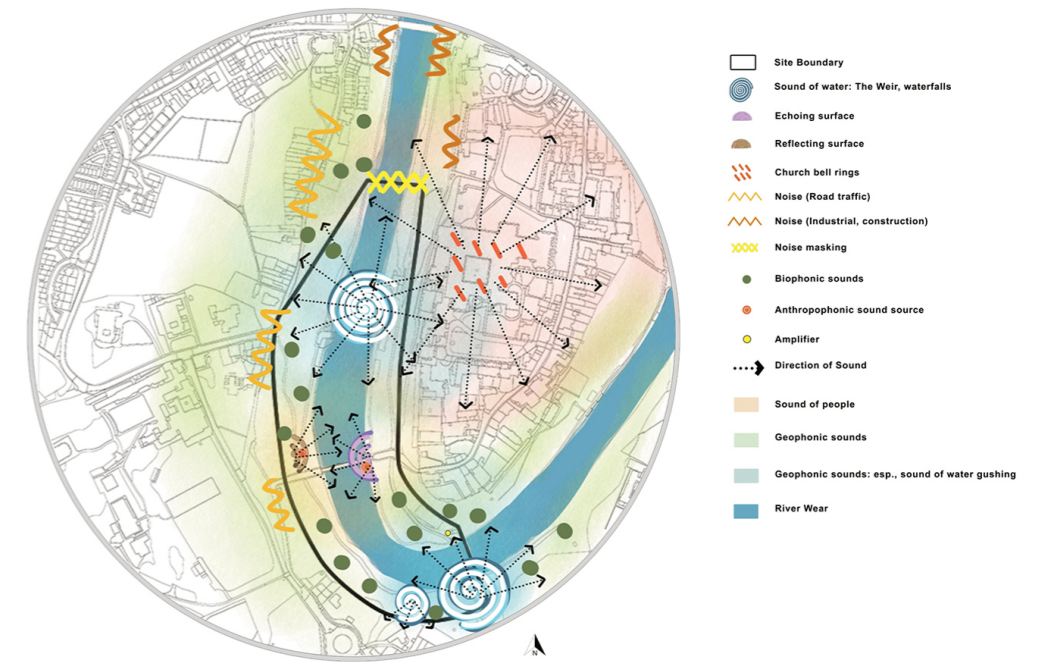 Site Boundary
Sound of water: The Weir, waterfalls
Echoing surface
Reflecting surface
Church bell rings
Noise (Road traffic)
Noise (Industrial, construction)
Noise masking
Biophonic sounds
Anthropophonic sound source
Amplifier
Direction of Sound
Sound of people
Geophonic sounds
Geophonic sounds: esp., sound of water gushing
River Wear
N